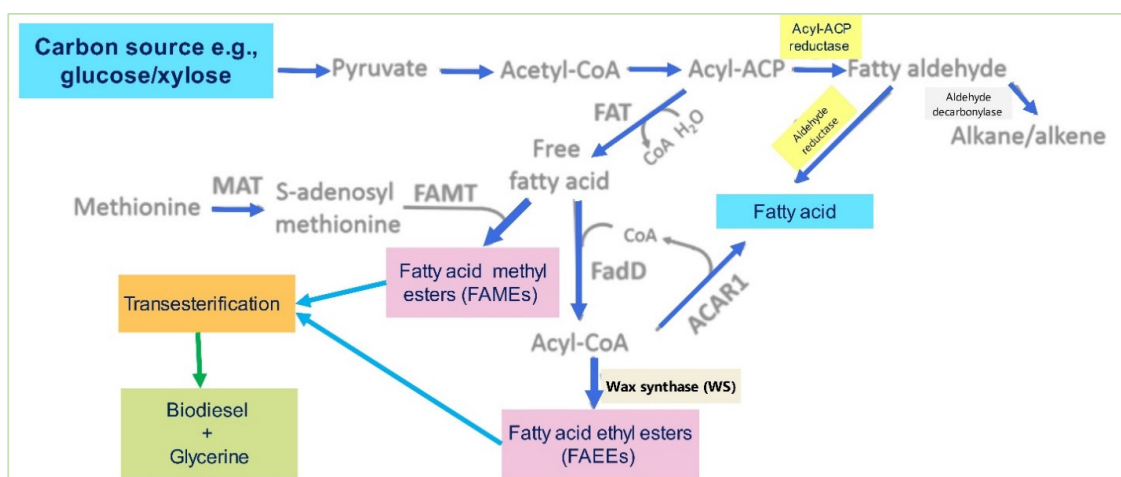 Carbon source e.g.,
glucose/xylose
Pyruvate
Acetyl-CoA
Acyl-ACP
Acyl-ACP
reductase
Fatty aldehyde
Aldehyde
decarbonylase
Alkane/alkene
FAT
CoA H₂O
Aldehyde
reductase
Free
fatty acid
Methionine
MAT
S-adenosyl
methionine
FAMT
Fatty acid
CoA
FadD
ACAR1
Fatty acid methyl
esters (FAMEs)
Transesterification
Acyl-CoA
Wax synthase (WS)
Biodiesel
+
Glycerine
Fatty acid ethyl esters
(FAEEs)